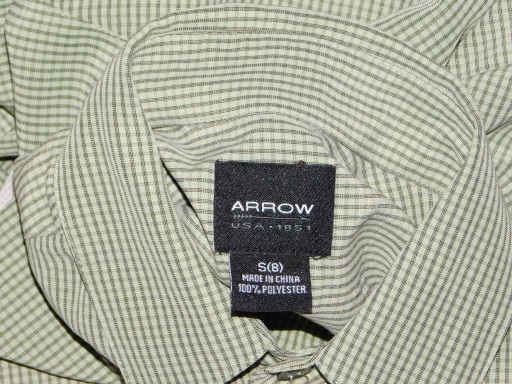 ARROW
USA • 1851
S(8)
MADE IN CHINA
100% POLYESTER